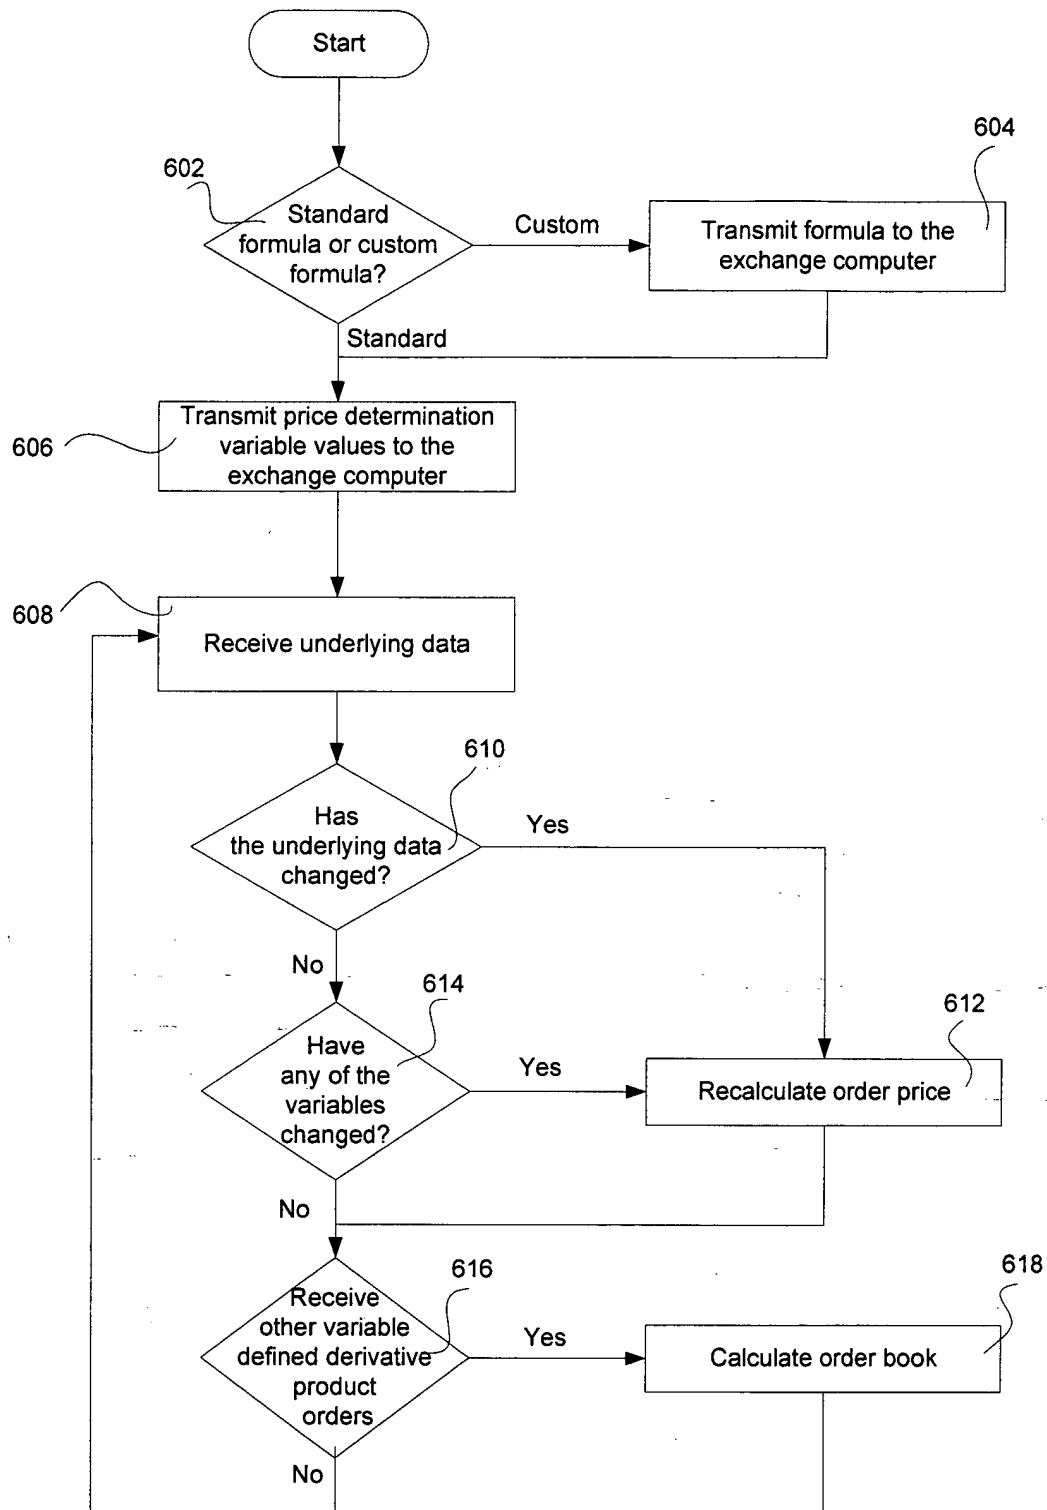 Start
604
602
Standard
formula or custom
formula?
Custom
Transmit formula to the
exchange computer
Standard
606
Transmit price determination
variable values to the
exchange computer
608
Receive underlying data
610
Has
the underlying data
changed?
Yes
No
614
612
Have
any of the
variables
changed?
Yes
Recalculate order price
No
616
618
Receive
other variable
defined derivative
product
orders
Yes
Calculate order book
No